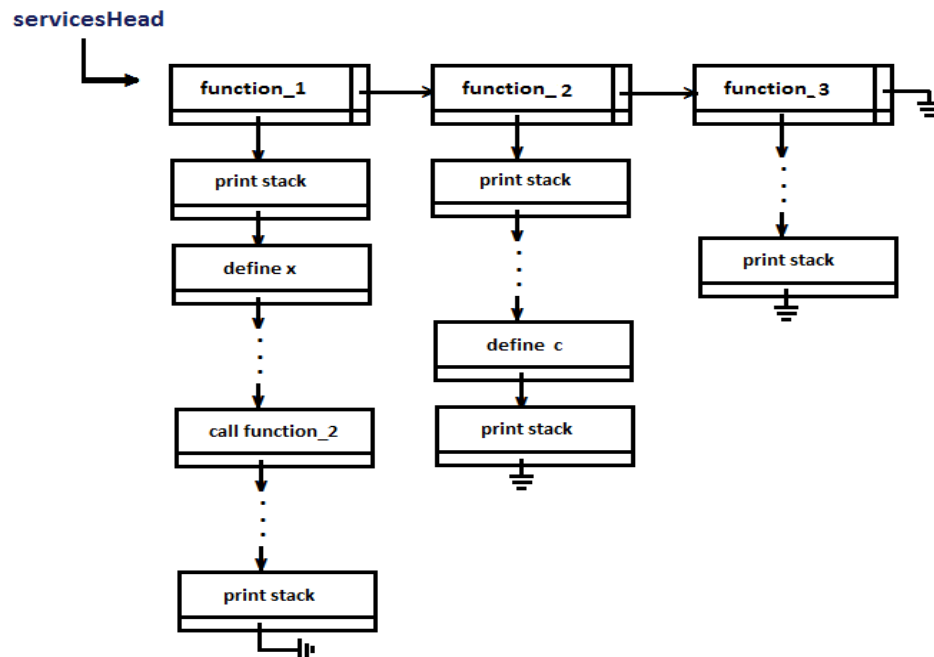 servicesHead
function_1
function_ 2
function_3
print stack
print stack
define x
print stack
define c
call function_2
print stack
print stack